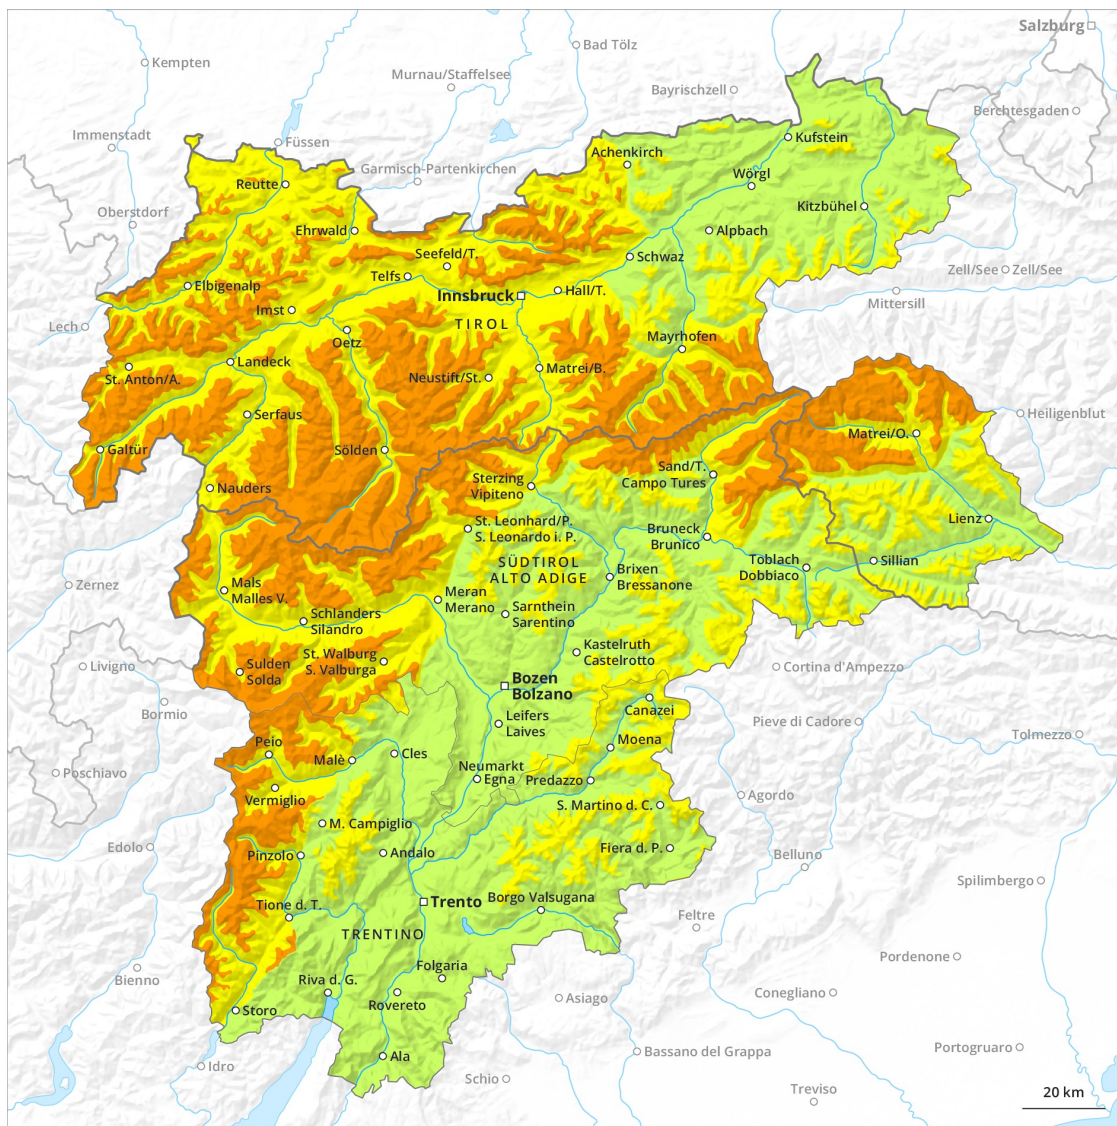 Salzburg
Bad Tölz
Kempten
Murnau/Staffelsee
Bayrischzell
Berchtesgaden
Immenstadt
Füssen
Kufstein
Achenkirch
Garmisch-Partenkirchen
Wörgl
Reutte
Kitzbühel
Oberstdorf
Ehrwald
Alpbach
Seefeld/T.
Schwaz
Telfs
Zell/See
Zell/See
Elbigenalp
Innsbruck
Hall/T.
Mittersill
Imst
TIROL
Lech
Oetz
Mayrhofen
Landeck
Matrei/B.
St. Anton/A.
Neustift/St.
Serfaus
Heiligenblut
Matrei/O.
Galtür
Sölden
Sand/T.
Campo Tures
Sterzing
Vipiteno
Nauders
Lienz
St. Leonhard/P.
S. Leonardo i. P.
Bruneck
Brunico
SÜDTIROL
ALTO ADIGE
Toblach
Dobbiaco
Sillian
Brixen
Bressanone
Zernez
Mals
Malles V.
Meran
Merano
Sarnthein
Sarentino
Schlanders
Silandro
Kastelruth
Castelrotto
St. Walburg
S. Valburga
Livigno
Sulden
Solda
Cortina d'Ampezzo
Bozen
Bolzano
Canazei
Bormio
Leifers
Laives
Pieve di Cadore
Tolmezzo
Moena
Peio
Cles
Malè
Poschiavo
Neumarkt
Egna
Predazzo
Vermiglio
Agordo
S. Martino d. C.
M. Campiglio
Edolo
Fiera d. P.
Pinzolo
Andalo
Belluno
Spilimbergo
Borgo Valsugana
Trento
Tione d. T.
Feltre
TRENTINO
Pordenone
Folgaria
Bienno
Riva d. G.
Rovereto
Asiago
Conegliano
Storo
Portogruaro
Bassano del Grappa
Ala
Idro
Schio
Treviso
20 km